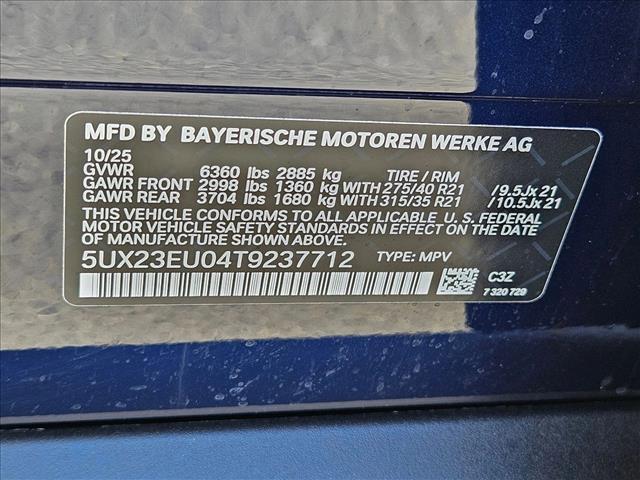 MFD BY BAYERISCHE MOTOREN WERKE AG
10/25
GVWR 6360 lbs 2885 kg TIRE / RIM
GAWR FRONT 2998 lbs 1360 kg WITH 275/40 R21 / 9.5Jx21
GAWR REAR 3704 lbs 1680 kg WITH 315/35 R21 / 10.5Jx21
THIS VEHICLE CONFORMS TO ALL APPLICABLE U. S. FEDERAL
MOTOR VEHICLE SAFETY STANDARDS IN EFFECT ON THE DATE
OF MANUFACTURE SHOWN ABOVE.
5UX23EU04T9237712 TYPE: MPV
C3Z
7 320 729